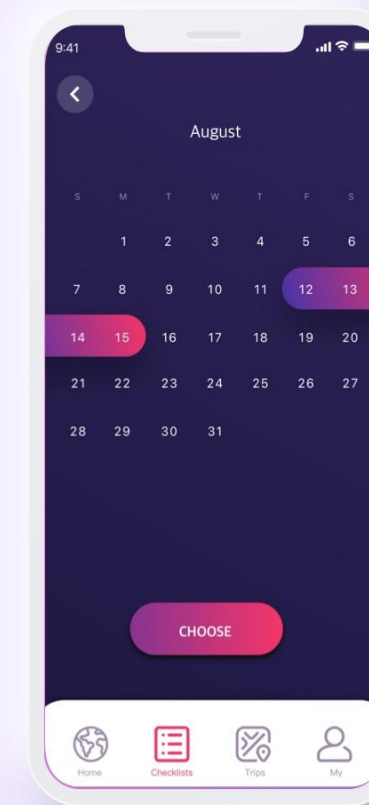 9:41
August
S M T W T F S
1 2 3 4 5 6
7 8 9 10 11 12 13
14 15 16 17 18 19 20
21 22 23 24 25 26 27
28 29 30 31
CHOOSE
Home Checklists Trips My